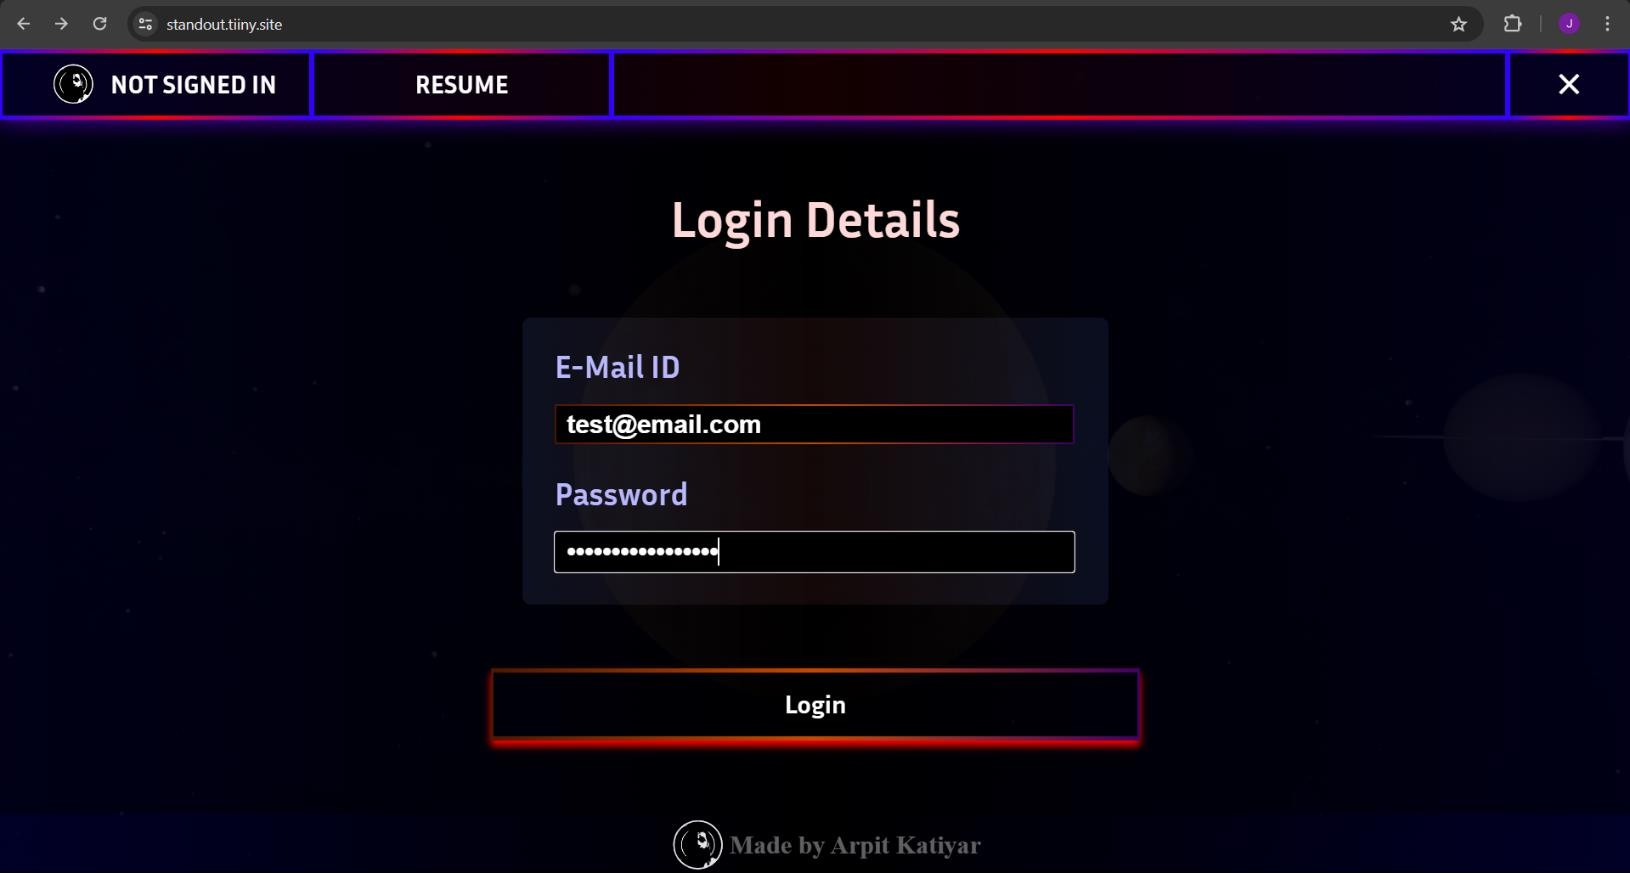 standout.tiiny.site
J
NOT SIGNED IN
RESUME
Login Details
E-Mail ID
test@email.com
Password
•••••••••••••••••
Login
Made by Arpit Katiyar